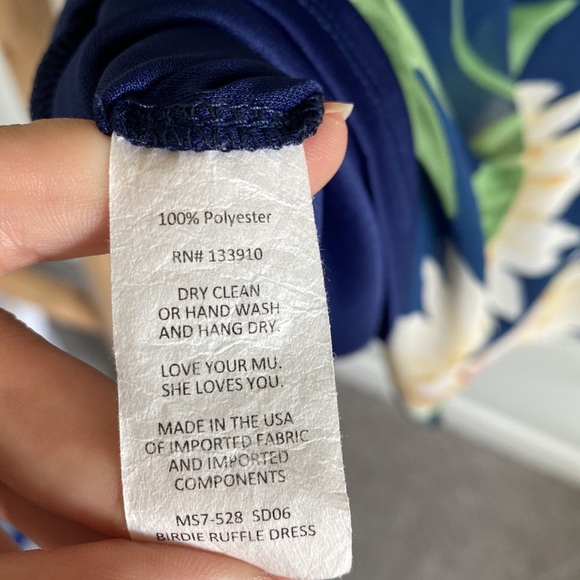 100% Polyester
RN# 133910
DRY CLEAN
OR HAND WASH
AND HANG DRY.
LOVE YOUR MU.
SHE LOVES YOU.
MADE IN THE USA
OF IMPORTED FABRIC
AND IMPORTED
COMPONENTS
MS7-528 SD06
BIRDIE RUFFLE DRESS